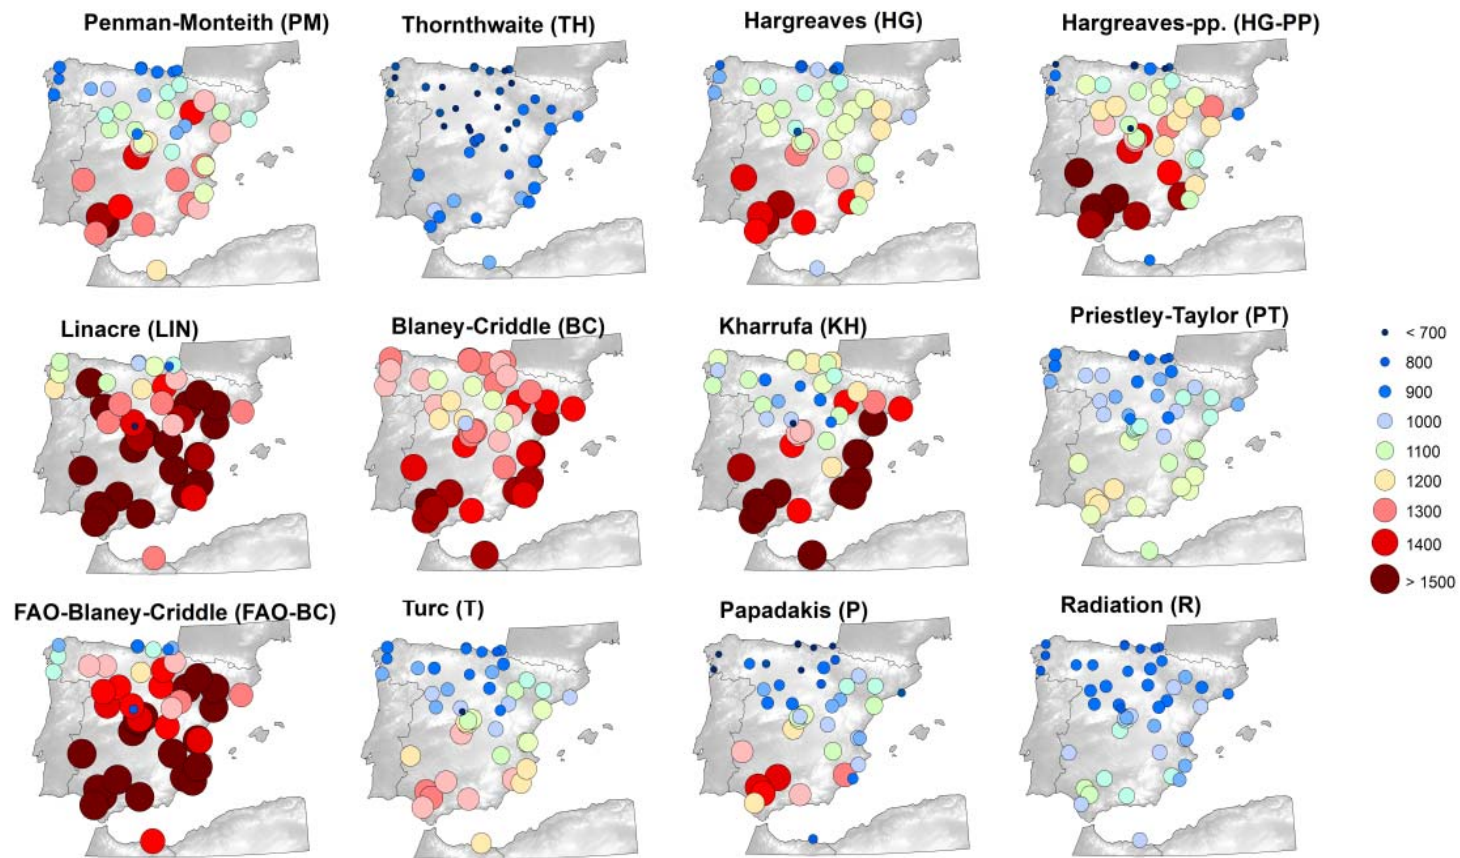 Penman-Monteith (PM)
Thornthwaite (TH)
Hargreaves (HG)
Hargreaves-pp. (HG-PP)
Linacre (LIN)
Blaney-Criddle (BC)
Kharrufa (KH)
Priestley-Taylor (PT)
FAO-Blaney-Criddle (FAO-BC)
Turc (T)
Papadakis (P)
Radiation (R)
< 700
800
900
1000
1100
1200
1300
1400
> 1500